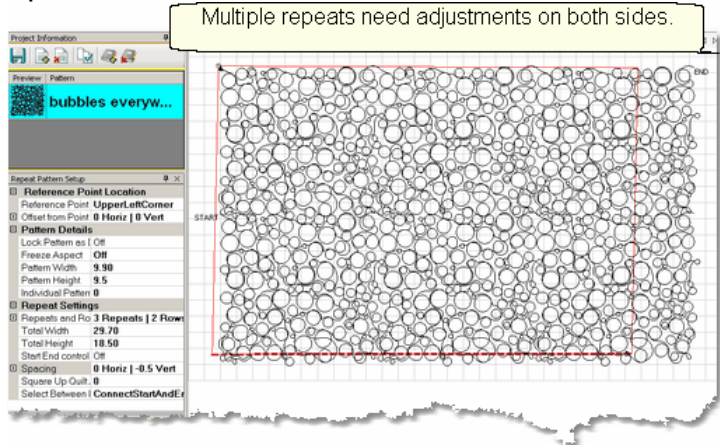 Multiple repeats need adjustments on both sides.
Project Information
Preview Pattern
bubbles everyw...
Repeat Pattern Setup
Reference Point Location
Reference Point UpperLeftCorner
Offset from Point 0 Horiz | 0 Vert
Pattern Details
Lock Pattern as [ Off
Freeze Aspect Off
Pattern Width 9.90
Pattern Height 9.5
Individual Pattern 0
Repeat Settings
Repeats and Ro 3 Repeats | 2 Rows
Total Width 29.70
Total Height 18.50
Start End control Off
Spacing 0 Horiz | -0.5 Vert
Square Up Quilt. 0
Select Between I ConnectStartAndEr
START
END